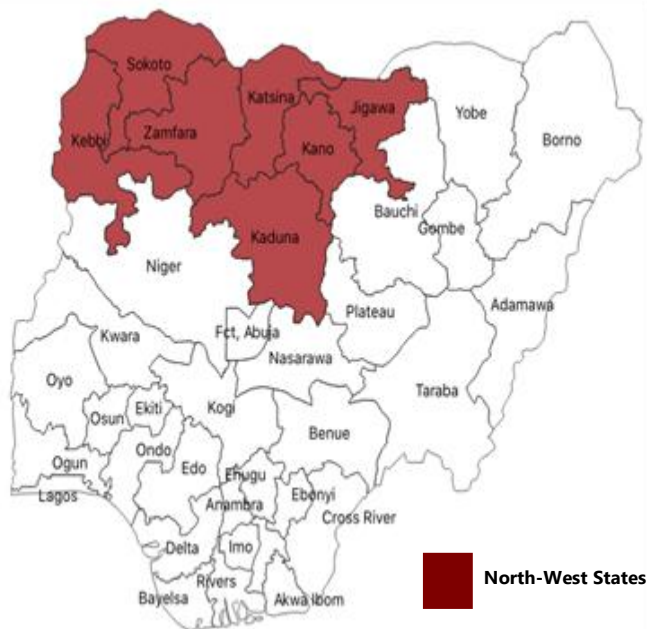 Sokoto
Katsina
Jigawa
Yobe
Borno
Kebbi
Zamfara
Kano
Bauchi
Gombe
Kaduna
Niger
Adamawa
Plateau
Kwara
Fct, Abuja
Nasarawa
Taraba
Oyo
Osun
Ekiti
Kogi
Benue
Ondo
Ogun
Edo
Enugu
Ebonyi
Lagos
Anambra
Cross River
Delta
Imo
Rivers
Bayelsa
Akwa Ibom
North-West States